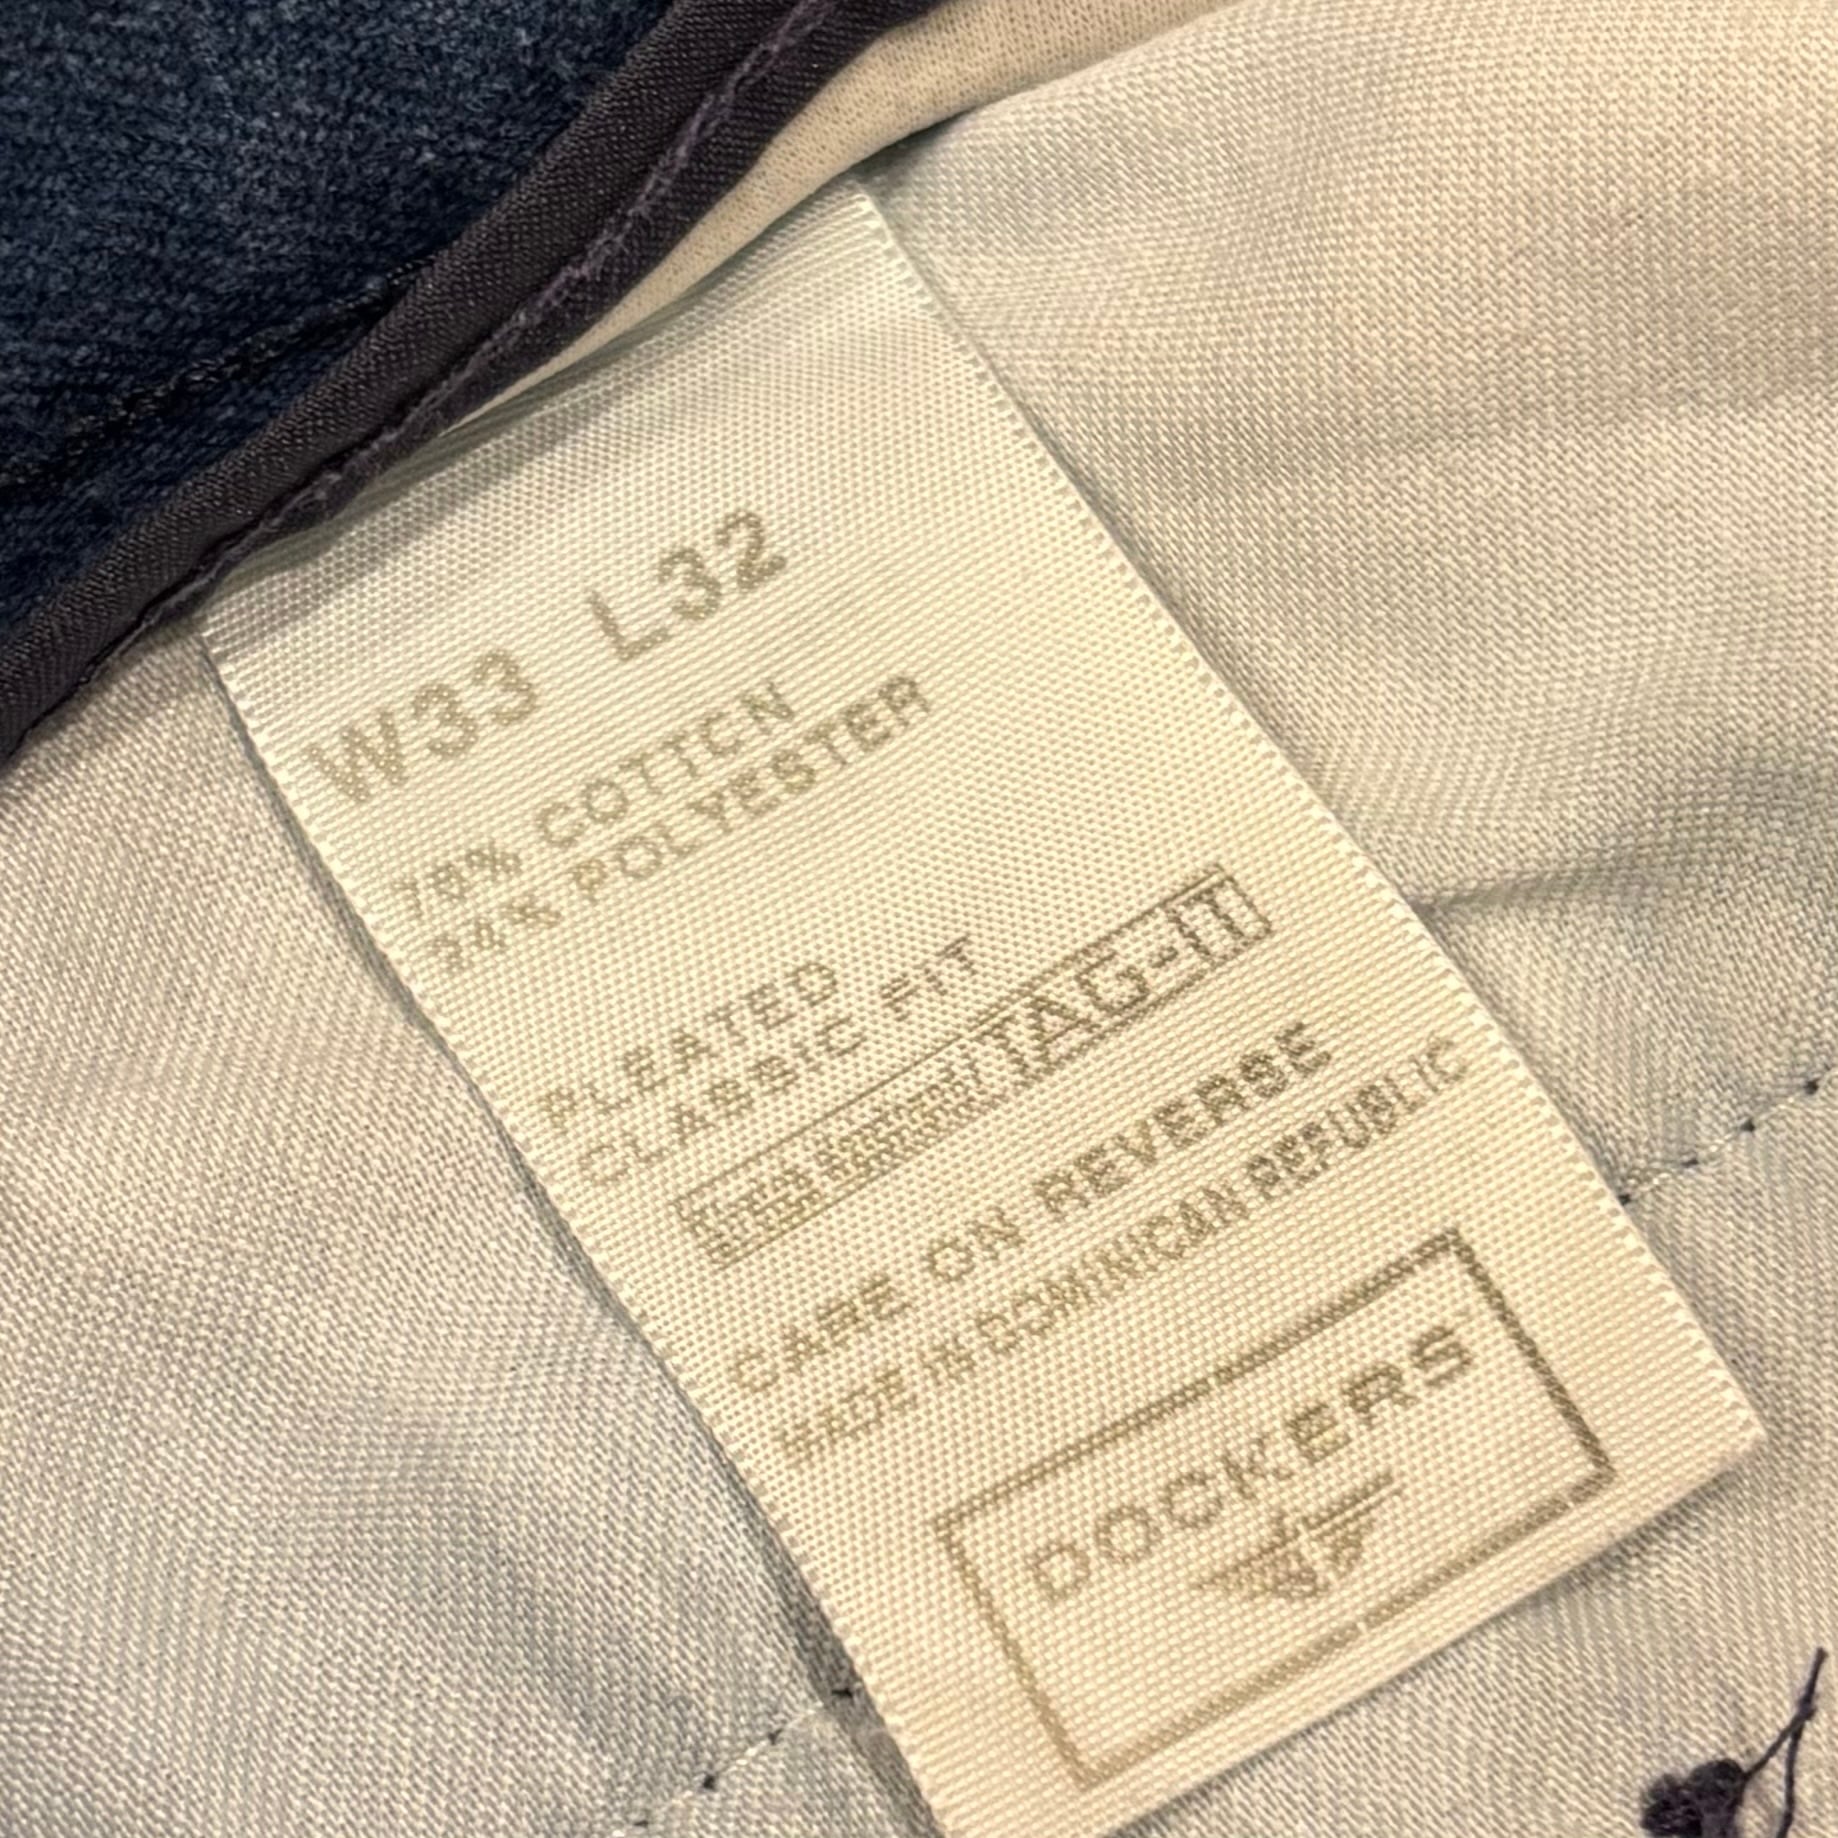 W33 L32
76% COTTON
24% POLYESTER
PLEATED
CLASSIC FIT
TAG-IT
CARE ON REVERSE
MADE IN DOMINICAN REPUBLIC
DOCKERS